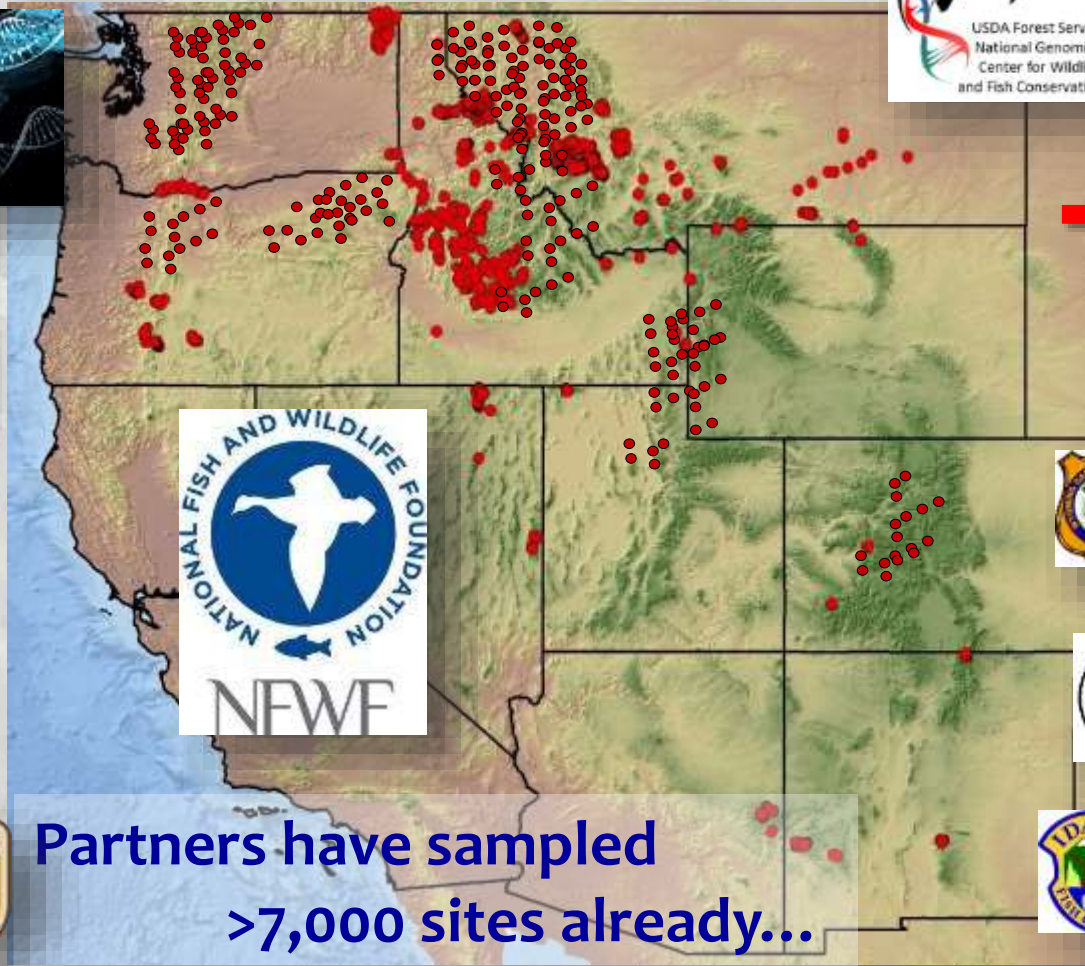 USDA Forest Serv
National Genomi
Center for Wildli
and Fish Conservati
NATIONAL FISH AND WILDLIFE FOUNDATION
NFWF
Partners have sampled
>7,000 sites already...